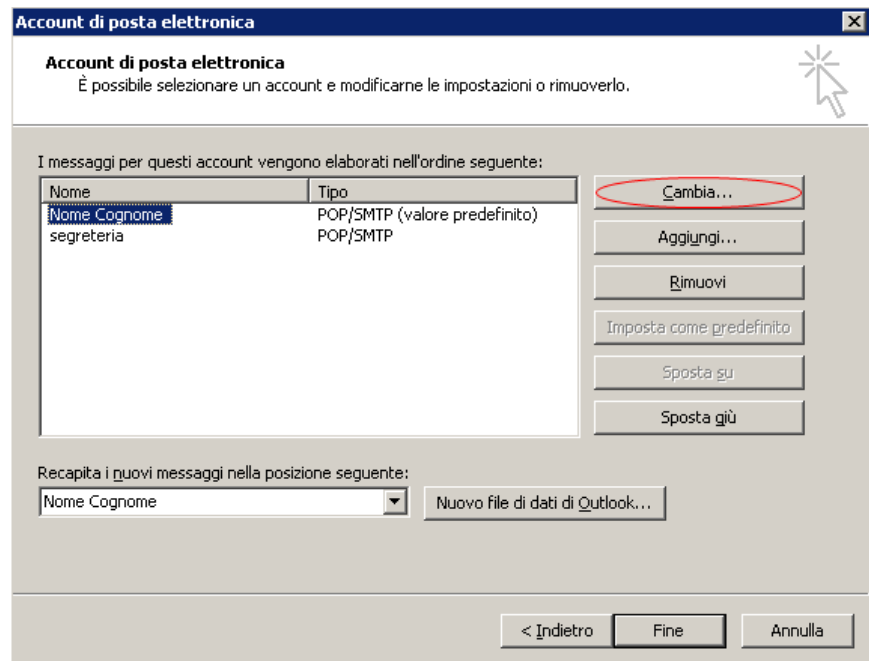 Account di posta elettronica
Account di posta elettronica
È possibile selezionare un account e modificarne le impostazioni o rimuoverlo.
I messaggi per questi account vengono elaborati nell'ordine seguente:
Nome Tipo
Nome Cognome POP/SMTP (valore predefinito)
segreteria POP/SMTP
Cambia...
Aggiungi...
Rimuovi
Imposta come predefinito
Sposta su
Sposta giù
Recapita i nuovi messaggi nella posizione seguente:
Nome Cognome Nuovo file di dati di Outlook...
< Indietro Fine Annulla